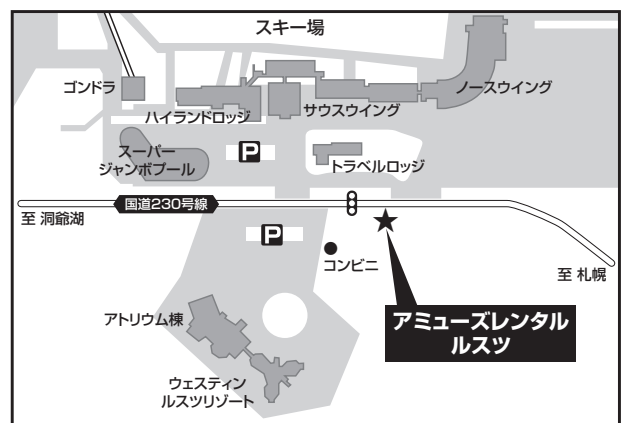 スキー場
ゴンドラ
ハイランドロッジ
サウスウイング
ノースウイング
スーパー
ジャンボプール
P
トラベルロッジ
国道230号線
至 洞爺湖
P
コンビニ
至 札幌
アミューズレンタル
ルスツ
アトリウム棟
ウェスティン
ルスツリゾート